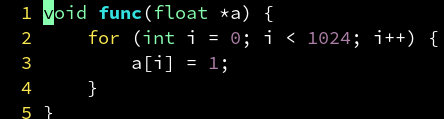 1 void func(float *a) {
2     for (int i = 0; i < 1024; i++) {
3         a[i] = 1;
4     }
5 }